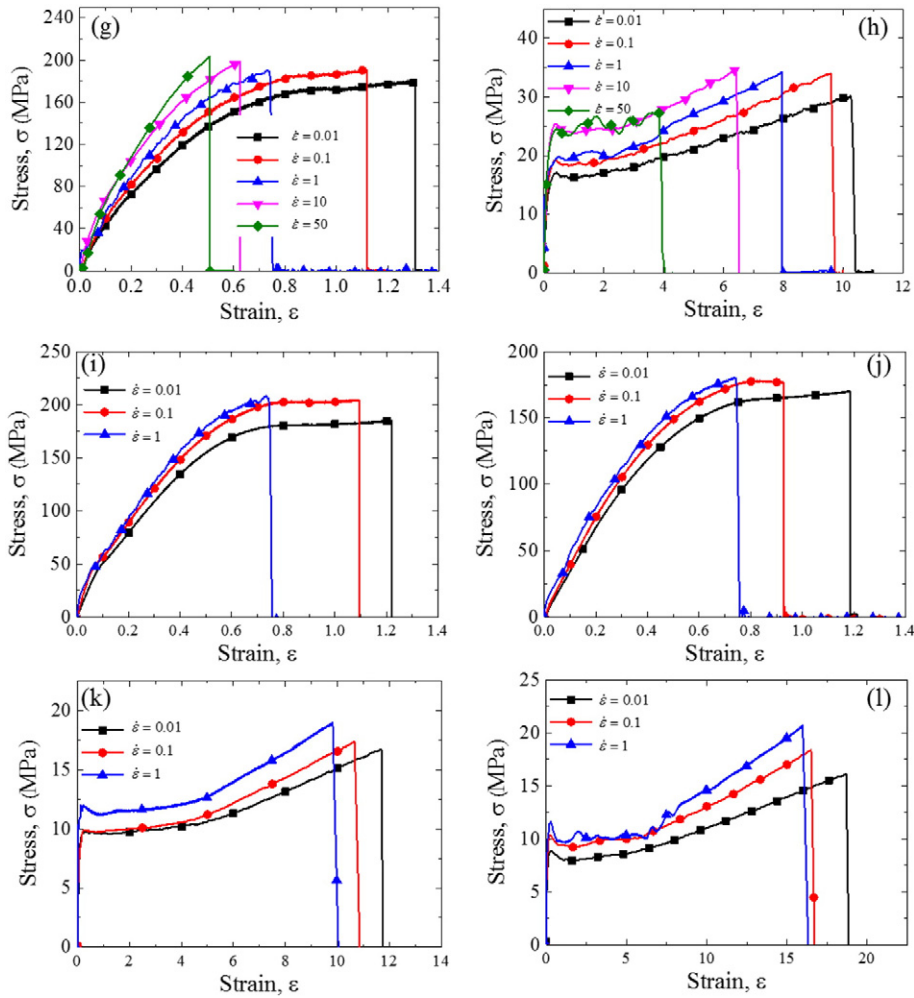 (g)
Stress, σ (MPa)
240
200
160
120
80
40
0
ε̇ = 0.01
ε̇ = 0.1
ε̇ = 1
ε̇ = 10
ε̇ = 50
0.0 0.2 0.4 0.6 0.8 1.0 1.2 1.4
Strain, ε
(h)
Stress, σ (MPa)
40
30
20
10
0
ε̇ = 0.01
ε̇ = 0.1
ε̇ = 1
ε̇ = 10
ε̇ = 50
0 2 4 6 8 10 12
Strain, ε
(i)
Stress, σ (MPa)
250
200
150
100
50
0
ε̇ = 0.01
ε̇ = 0.1
ε̇ = 1
0.0 0.2 0.4 0.6 0.8 1.0 1.2 1.4
Strain, ε
(j)
Stress, σ (MPa)
200
150
100
50
0
ε̇ = 0.01
ε̇ = 0.1
ε̇ = 1
0.0 0.2 0.4 0.6 0.8 1.0 1.2 1.4
Strain, ε
(k)
Stress, σ (MPa)
20
15
10
5
0
ε̇ = 0.01
ε̇ = 0.1
ε̇ = 1
0 2 4 6 8 10 12
Strain, ε
(l)
Stress, σ (MPa)
25
20
15
10
5
0
ε̇ = 0.01
ε̇ = 0.1
ε̇ = 1
0 5 10 15 20
Strain, ε